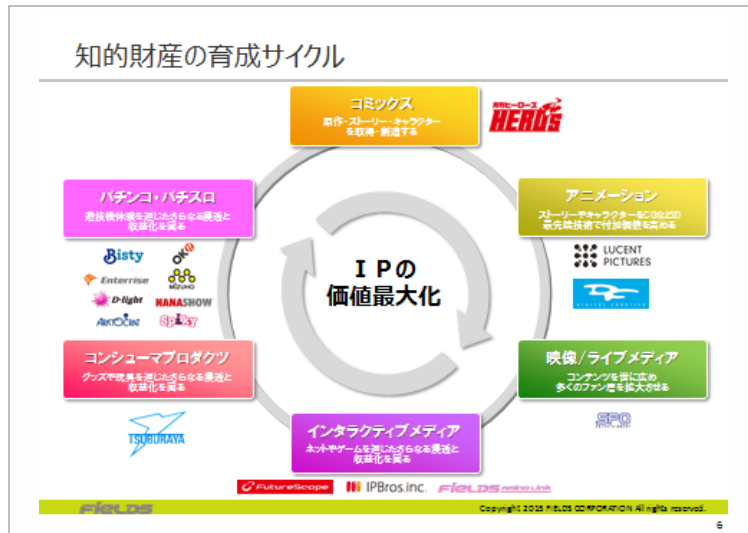 知的財産の育成サイクル
コミックス
原作・ストーリー・キャラクター
を取得・創造する
月刊ヒーローズ
HERO's
パチンコ・パチスロ
遊技機体験を通じたさらなる浸透と
収益化を図る
Bisty
OK!!
Enterrise
MIZUHO
D-light
NANASHOW
ARISTOCRAT
SPiKY
アニメーション
ストーリーやキャラクターをCGなどの
最先端技術で付加価値を高める
LUCENT
PICTURES
DIGITAL FRONTIER
IPの
価値最大化
コンシューマプロダクツ
グッズや玩具を通じたさらなる浸透と
収益化を図る
TSUBURAYA
映像/ライブメディア
コンテンツを世に広め
多くのファン層を拡大させる
SPO
ENTERTAINMENT
インタラクティブメディア
ネットやゲームを通じたさらなる浸透と
収益化を図る
FutureScope
IPBros.inc.
FIELDS
FIELDS
Copyright 2015 FIELDS CORPORATION All rights reserved.
6